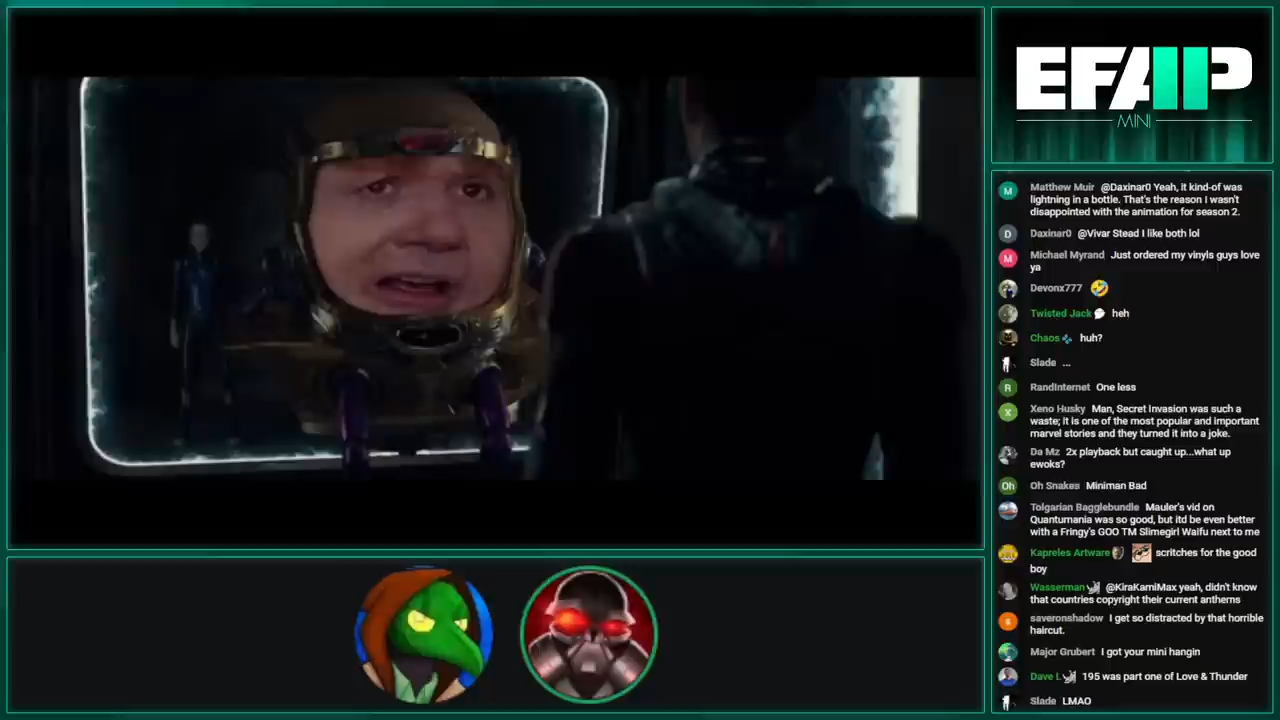 EFAP
MINI
Matthew Muir @Daxinar0 Yeah, it kind-of was
lightning in a bottle. That's the reason I wasn't
disappointed with the animation for season 2.
D
Daxinar0 @Vivar Stead I like both lol
Michael Myrand Just ordered my vinyls guys love
ya
Devonx777
Twisted Jack heh
Chaos huh?
Slade ...
R
RandInternet One less
X
Xeno Husky Man, Secret Invasion was such a
waste; it is one of the most popular and important
marvel stories and they turned it into a joke.
Da Mz 2x playback but caught up...what up
ewoks?
Oh
Oh Snakes Miniman Bad
Tolgarian Bagglebundle Mauler's vid on
Quantumania was so good, but itd be even better
with a Fringy's GOO TM Slimegirl Waifu next to me
Kapreles Artware scritches for the good
boy
Wasserman @KiraKamiMax yeah, didn't know
that countries copyright their current anthems
saveronshadow I get so distracted by that horrible
haircut.
Major Grubert I got your mini hangin
Dave L 195 was part one of Love & Thunder
Slade LMAO